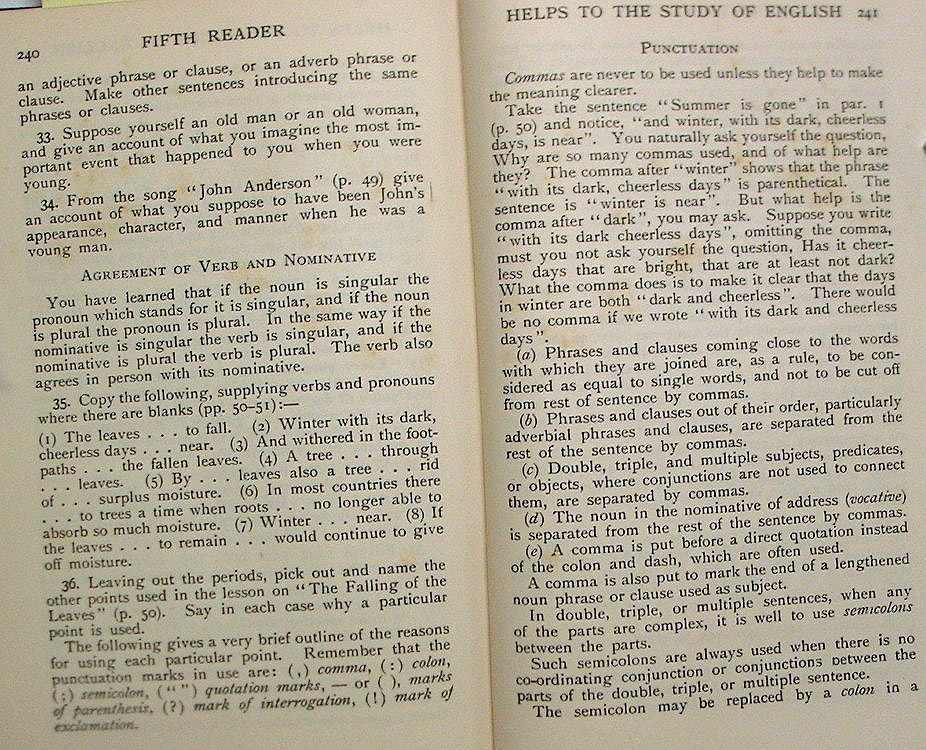 240 FIFTH READER
an adjective phrase or clause, or an adverb phrase or
clause. Make other sentences introducing the same
phrases or clauses.
33. Suppose yourself an old man or an old woman,
and give an account of what you imagine the most im-
portant event that happened to you when you were
young.
34. From the song "John Anderson" (p. 49) give
an account of what you suppose to have been John's
appearance, character, and manner when he was a
young man.
AGREEMENT OF VERB AND NOMINATIVE
You have learned that if the noun is singular the
pronoun which stands for it is singular, and if the noun
is plural the pronoun is plural. In the same way if the
nominative is singular the verb is singular, and if the
nominative is plural the verb is plural. The verb also
agrees in person with its nominative.
35. Copy the following, supplying verbs and pronouns
where there are blanks (pp. 50-51):—
(1) The leaves . . . to fall. (2) Winter with its dark,
cheerless days . . . near. (3) And withered in the foot-
paths . . . the fallen leaves. (4) A tree . . . through
. . . leaves. (5) By . . . leaves also a tree . . . rid
of . . . surplus moisture. (6) In most countries there
. . . to trees a time when roots . . . no longer able to
absorb so much moisture. (7) Winter . . . near. (8) If
the leaves . . . to remain . . . would continue to give
off moisture.
36. Leaving out the periods, pick out and name the
other points used in the lesson on "The Falling of the
Leaves" (p. 50). Say in each case why a particular
point is used.
The following gives a very brief outline of the reasons
for using each particular point. Remember that the
punctuation marks in use are: (,) comma, (:) colon,
(;) semicolon, (" ") quotation marks, — or ( ), marks
of parenthesis, (?) mark of interrogation, (!) mark of
exclamation.
HELPS TO THE STUDY OF ENGLISH 241
PUNCTUATION
Commas are never to be used unless they help to make
the meaning clearer.
Take the sentence "Summer is gone" in par. 1
(p. 50) and notice, "and winter, with its dark, cheerless
days, is near". You naturally ask yourself the question,
Why are so many commas used, and of what help are
they? The comma after "winter" shows that the phrase
"with its dark, cheerless days" is parenthetical. The
sentence is "winter is near". But what help is the
comma after "dark", you may ask. Suppose you write
"with its dark cheerless days", omitting the comma,
must you not ask yourself the question, Has it cheer-
less days that are bright, that are at least not dark?
What the comma does is to make it clear that the days
in winter are both "dark and cheerless". There would
be no comma if we wrote "with its dark and cheerless
days".
(a) Phrases and clauses coming close to the words
with which they are joined are, as a rule, to be con-
sidered as equal to single words, and not to be cut off
from rest of sentence by commas.
(b) Phrases and clauses out of their order, particularly
adverbial phrases and clauses, are separated from the
rest of the sentence by commas.
(c) Double, triple, and multiple subjects, predicates,
or objects, where conjunctions are not used to connect
them, are separated by commas.
(d) The noun in the nominative of address (vocative)
is separated from the rest of the sentence by commas.
(e) A comma is put before a direct quotation instead
of the colon and dash, which are often used.
A comma is also put to mark the end of a lengthened
noun phrase or clause used as subject.
In double, triple, or multiple sentences, when any
of the parts are complex, it is well to use semicolons
between the parts.
Such semicolons are always used when there is no
co-ordinating conjunction or conjunctions between the
parts of the double, triple, or multiple sentence.
The semicolon may be replaced by a colon in a